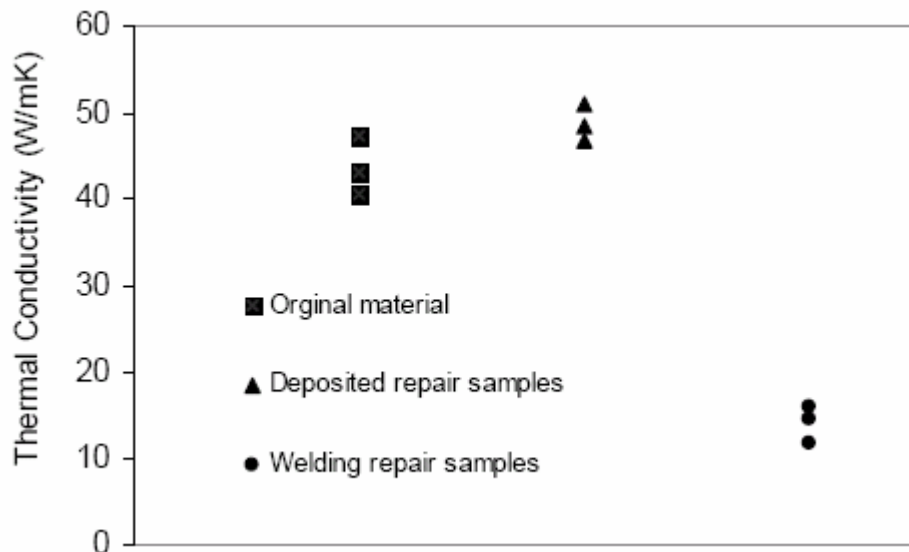 60
50
40
30
20
10
0
Thermal Conductivity (W/mK)
Orginal material
Deposited repair samples
Welding repair samples